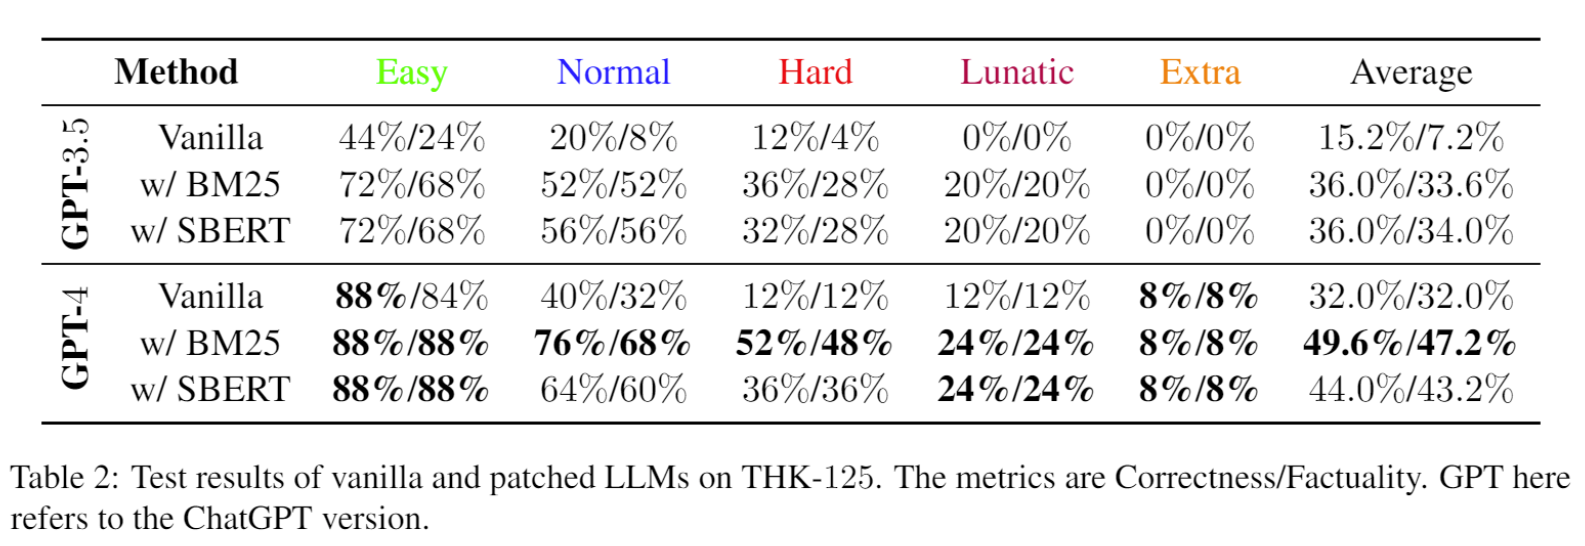 Method Easy Normal Hard Lunatic Extra Average
GPT-3.5
Vanilla 44%/24% 20%/8% 12%/4% 0%/0% 0%/0% 15.2%/7.2%
w/ BM25 72%/68% 52%/52% 36%/28% 20%/20% 0%/0% 36.0%/33.6%
w/ SBERT 72%/68% 56%/56% 32%/28% 20%/20% 0%/0% 36.0%/34.0%
GPT-4
Vanilla 88%/84% 40%/32% 12%/12% 12%/12% 8%/8% 32.0%/32.0%
w/ BM25 88%/88% 76%/68% 52%/48% 24%/24% 8%/8% 49.6%/47.2%
w/ SBERT 88%/88% 64%/60% 36%/36% 24%/24% 8%/8% 44.0%/43.2%
Table 2: Test results of vanilla and patched LLMs on THK-125. The metrics are Correctness/Factuality. GPT here
refers to the ChatGPT version.